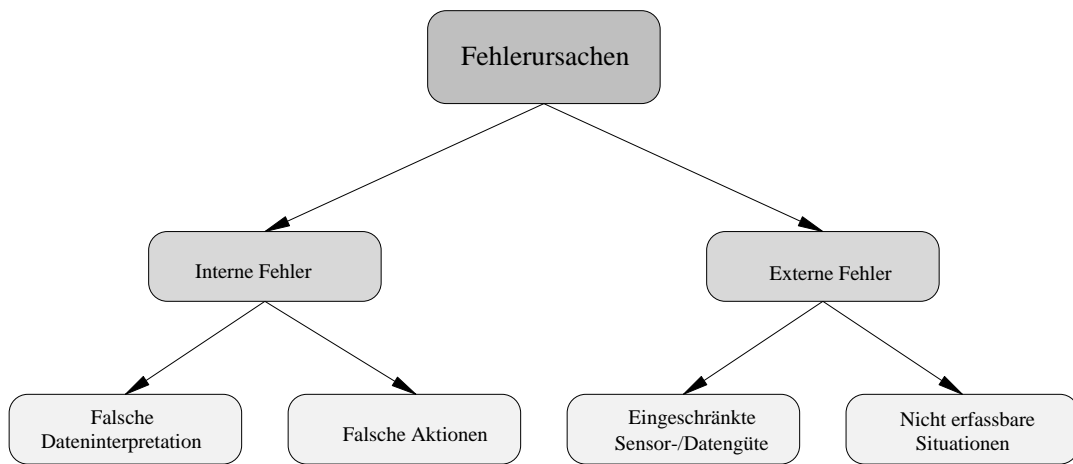 Fehlerursachen
Interne Fehler
Externe Fehler
Falsche
Dateninterpretation
Falsche Aktionen
Eingeschränkte
Sensor-/Datengüte
Nicht erfassbare
Situationen